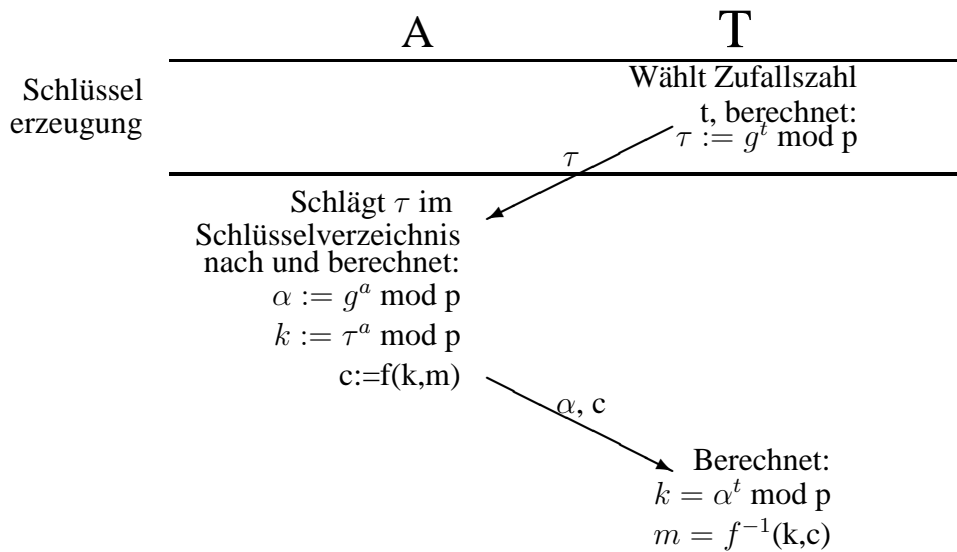 A T
Schlüssel
erzeugung
Wählt Zufallszahl
t, berechnet:
τ := g^t mod p
τ
Schlägt τ im
Schlüsselverzeichnis
nach und berechnet:
α := g^a mod p
k := τ^a mod p
c:=f(k,m)
α, c
Berechnet:
k = α^t mod p
m = f^{-1}(k,c)